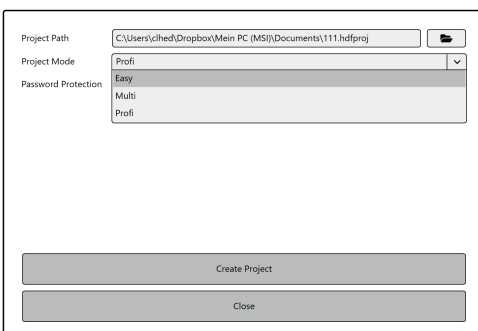 Project Path C:\Users\clhed\Dropbox\Mein PC (MSI)\Documents\111.hdfproj
Project Mode Profi
Password Protection Easy
Multi
Profi
Create Project
Close